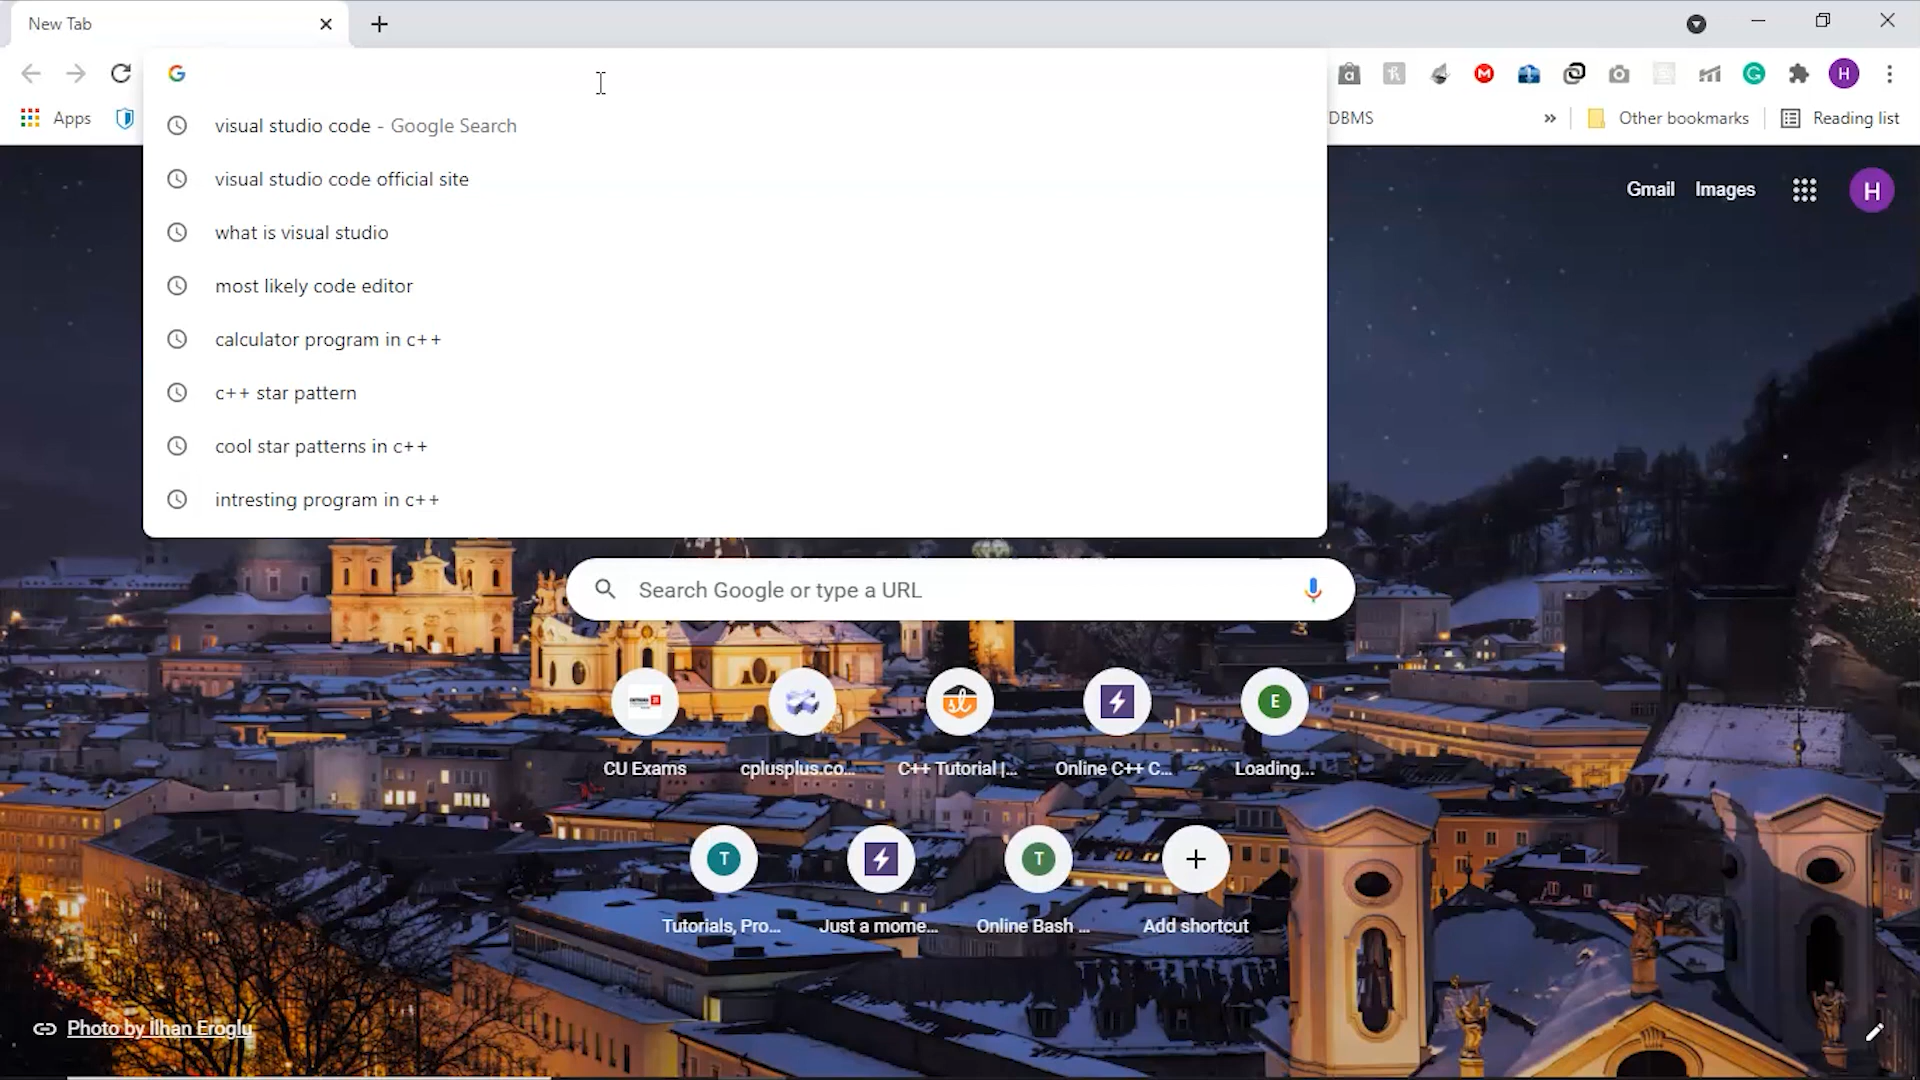 New Tab
Apps
DBMS
Other bookmarks
Reading list
H
visual studio code - Google Search
visual studio code official site
what is visual studio
most likely code editor
calculator program in c++
c++ star pattern
cool star patterns in c++
intresting program in c++
Gmail
Images
H
Search Google or type a URL
E
CU Exams
cplusplus.co...
C++ Tutorial |...
Online C++ C...
Loading...
T
T
Tutorials, Pro...
Just a mome...
Online Bash ...
Add shortcut
Photo by Ilhan Eroglu